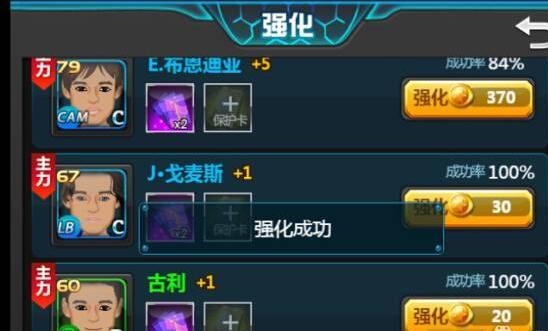 强化
主力 79 E.布恩迪亚 +5 成功率 84%
CAM C x2 保护卡 强化 370
主力 67 J·戈麦斯 +1 成功率 100%
LB C x2 保护卡 强化 30
强化成功
主力 60 古利 +1 成功率 100%
强化 20